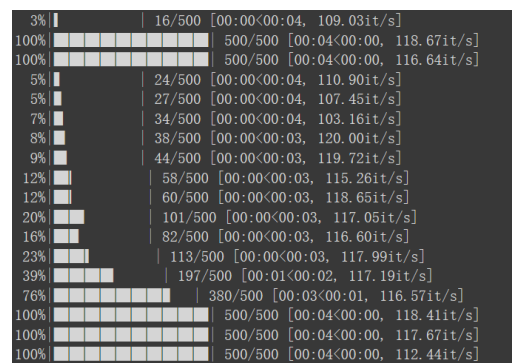 3%| | 16/500 [00:00<00:04, 109.03it/s]
100%| | 500/500 [00:04<00:00, 118.67it/s]
100%| | 500/500 [00:04<00:00, 116.64it/s]
5%| | 24/500 [00:00<00:04, 110.90it/s]
5%| | 27/500 [00:00<00:04, 107.45it/s]
7%| | 34/500 [00:00<00:04, 103.16it/s]
8%| | 38/500 [00:00<00:03, 120.00it/s]
9%| | 44/500 [00:00<00:03, 119.72it/s]
12%| | 58/500 [00:00<00:03, 115.26it/s]
12%| | 60/500 [00:00<00:03, 118.65it/s]
20%| | 101/500 [00:00<00:03, 117.05it/s]
16%| | 82/500 [00:00<00:03, 116.60it/s]
23%| | 113/500 [00:00<00:03, 117.99it/s]
39%| | 197/500 [00:01<00:02, 117.19it/s]
76%| | 380/500 [00:03<00:01, 116.57it/s]
100%| | 500/500 [00:04<00:00, 118.41it/s]
100%| | 500/500 [00:04<00:00, 117.67it/s]
100%| | 500/500 [00:04<00:00, 112.44it/s]